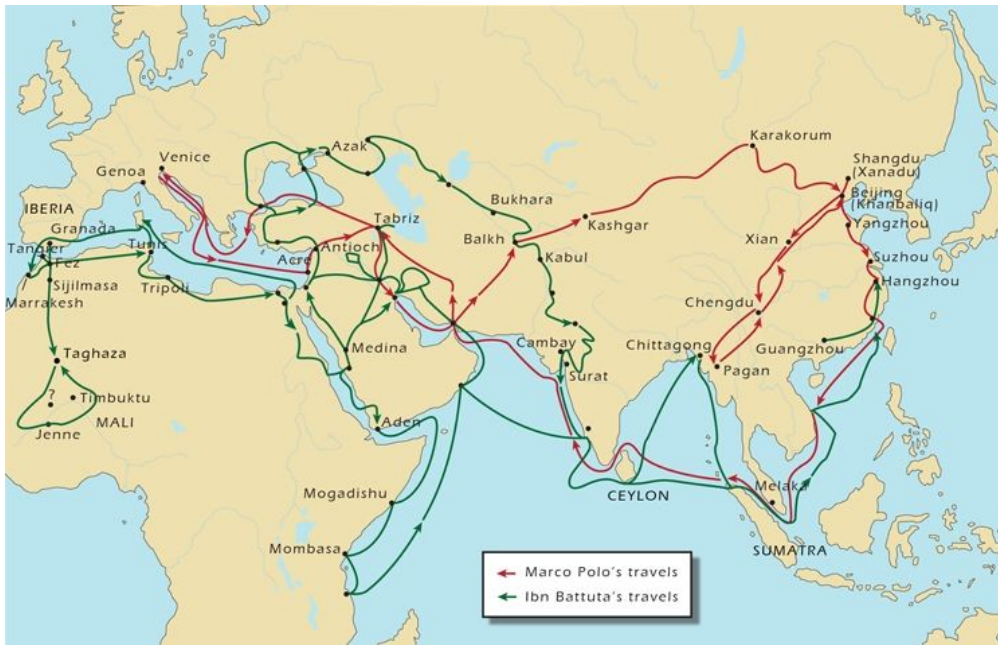 Azak
Karakorum
Venice
Shangdu
(Xanadu)
Genoa
Beijing
(Khanbaliq)
Bukhara
IBERIA
Tabriz
Kashgar
Yangzhou
Granada
Balkh
Xian
Tangier
Tunis
Antioch
Kabul
Suzhou
Fez
Acre
Sijilmasa
Tripoli
Hangzhou
Marrakesh
Chengdu
Medina
Cambay
Chittagong
Guangzhou
Taghaza
Surat
Pagan
?
Timbuktu
Aden
Jenne
MALI
Mogadishu
CEYLON
Melaka
Mombasa
SUMATRA
Marco Polo's travels
Ibn Battuta's travels